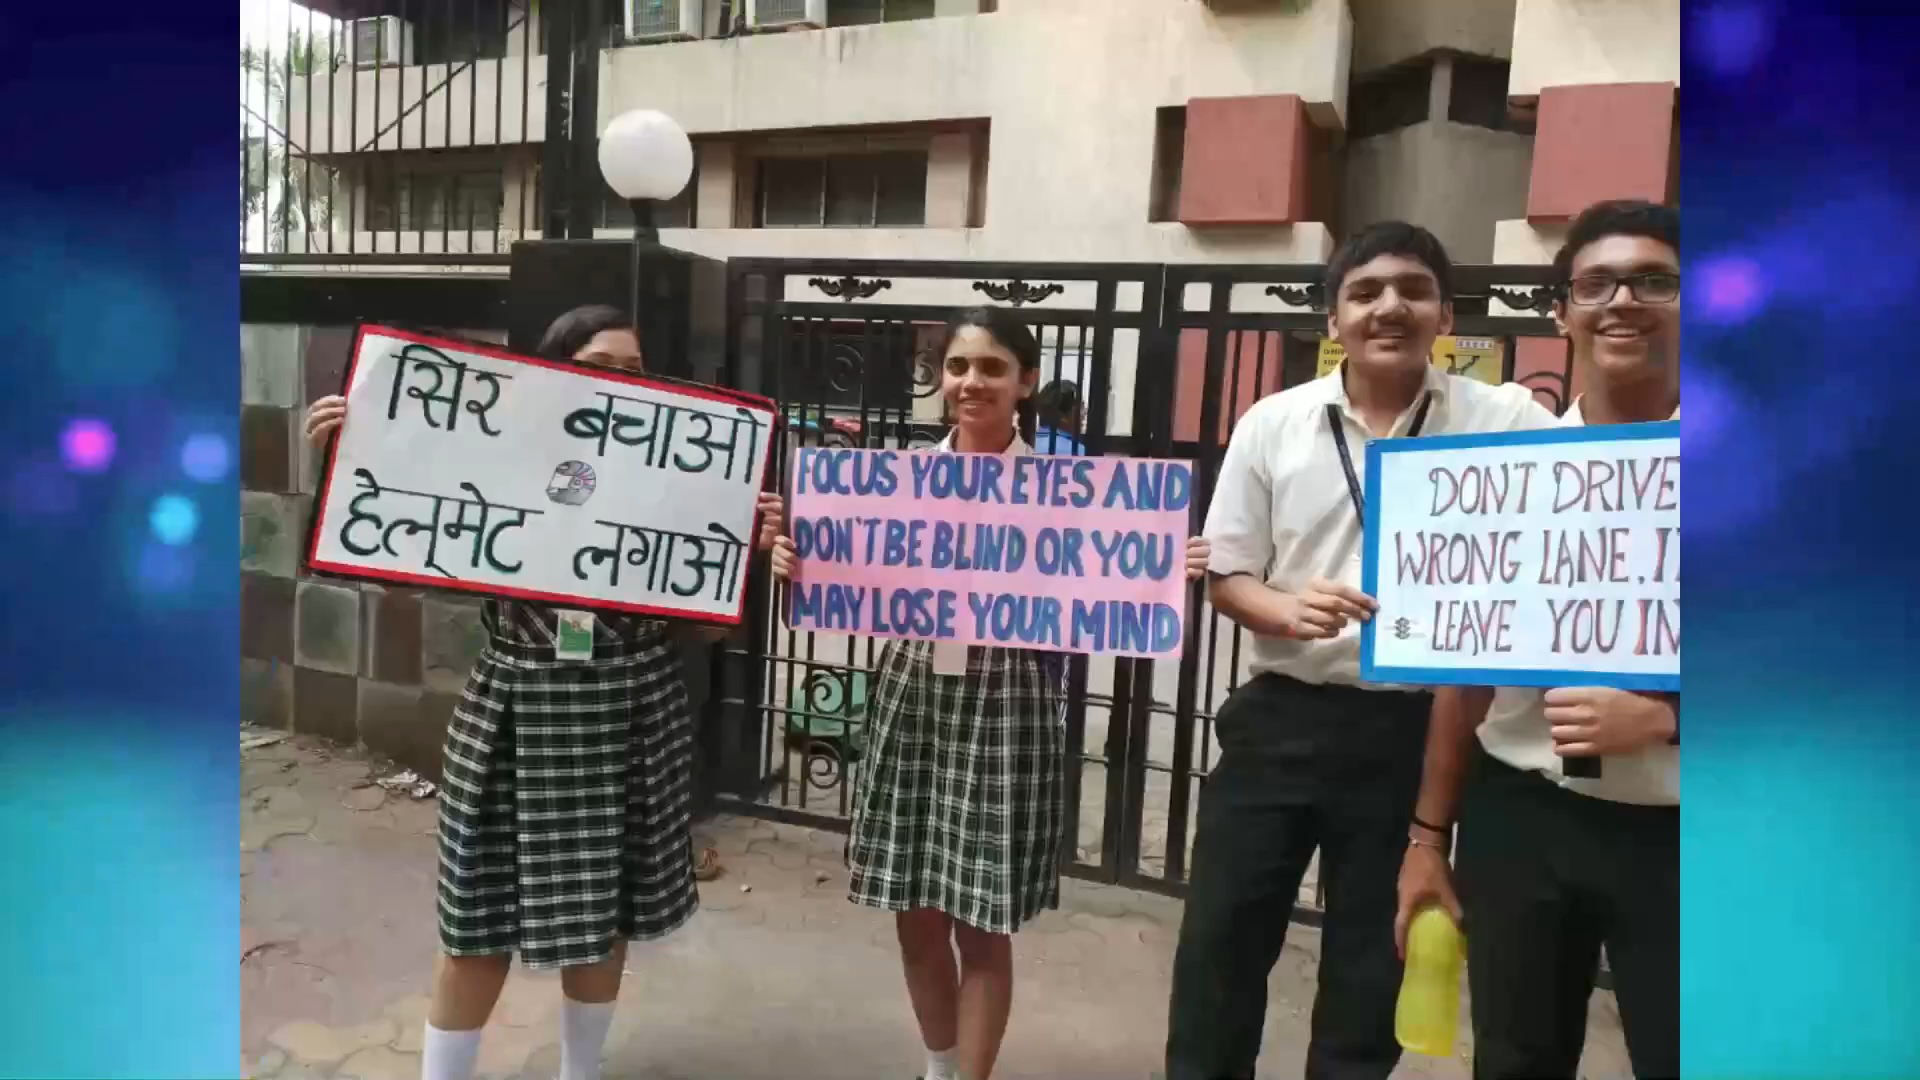 सिर बचाओ
हेल्मेट लगाओ
FOCUS YOUR EYES AND
DON'T BE BLIND OR YOU
MAY LOSE YOUR MIND
DON'T DRIVE
WRONG LANE. I
LEAVE YOU IN